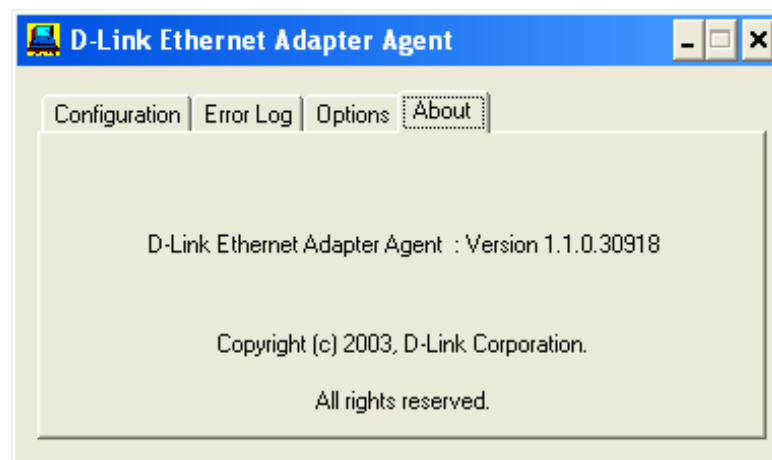 D-Link Ethernet Adapter Agent
Configuration Error Log Options About
D-Link Ethernet Adapter Agent : Version 1.1.0.30918
Copyright (c) 2003, D-Link Corporation.
All rights reserved.